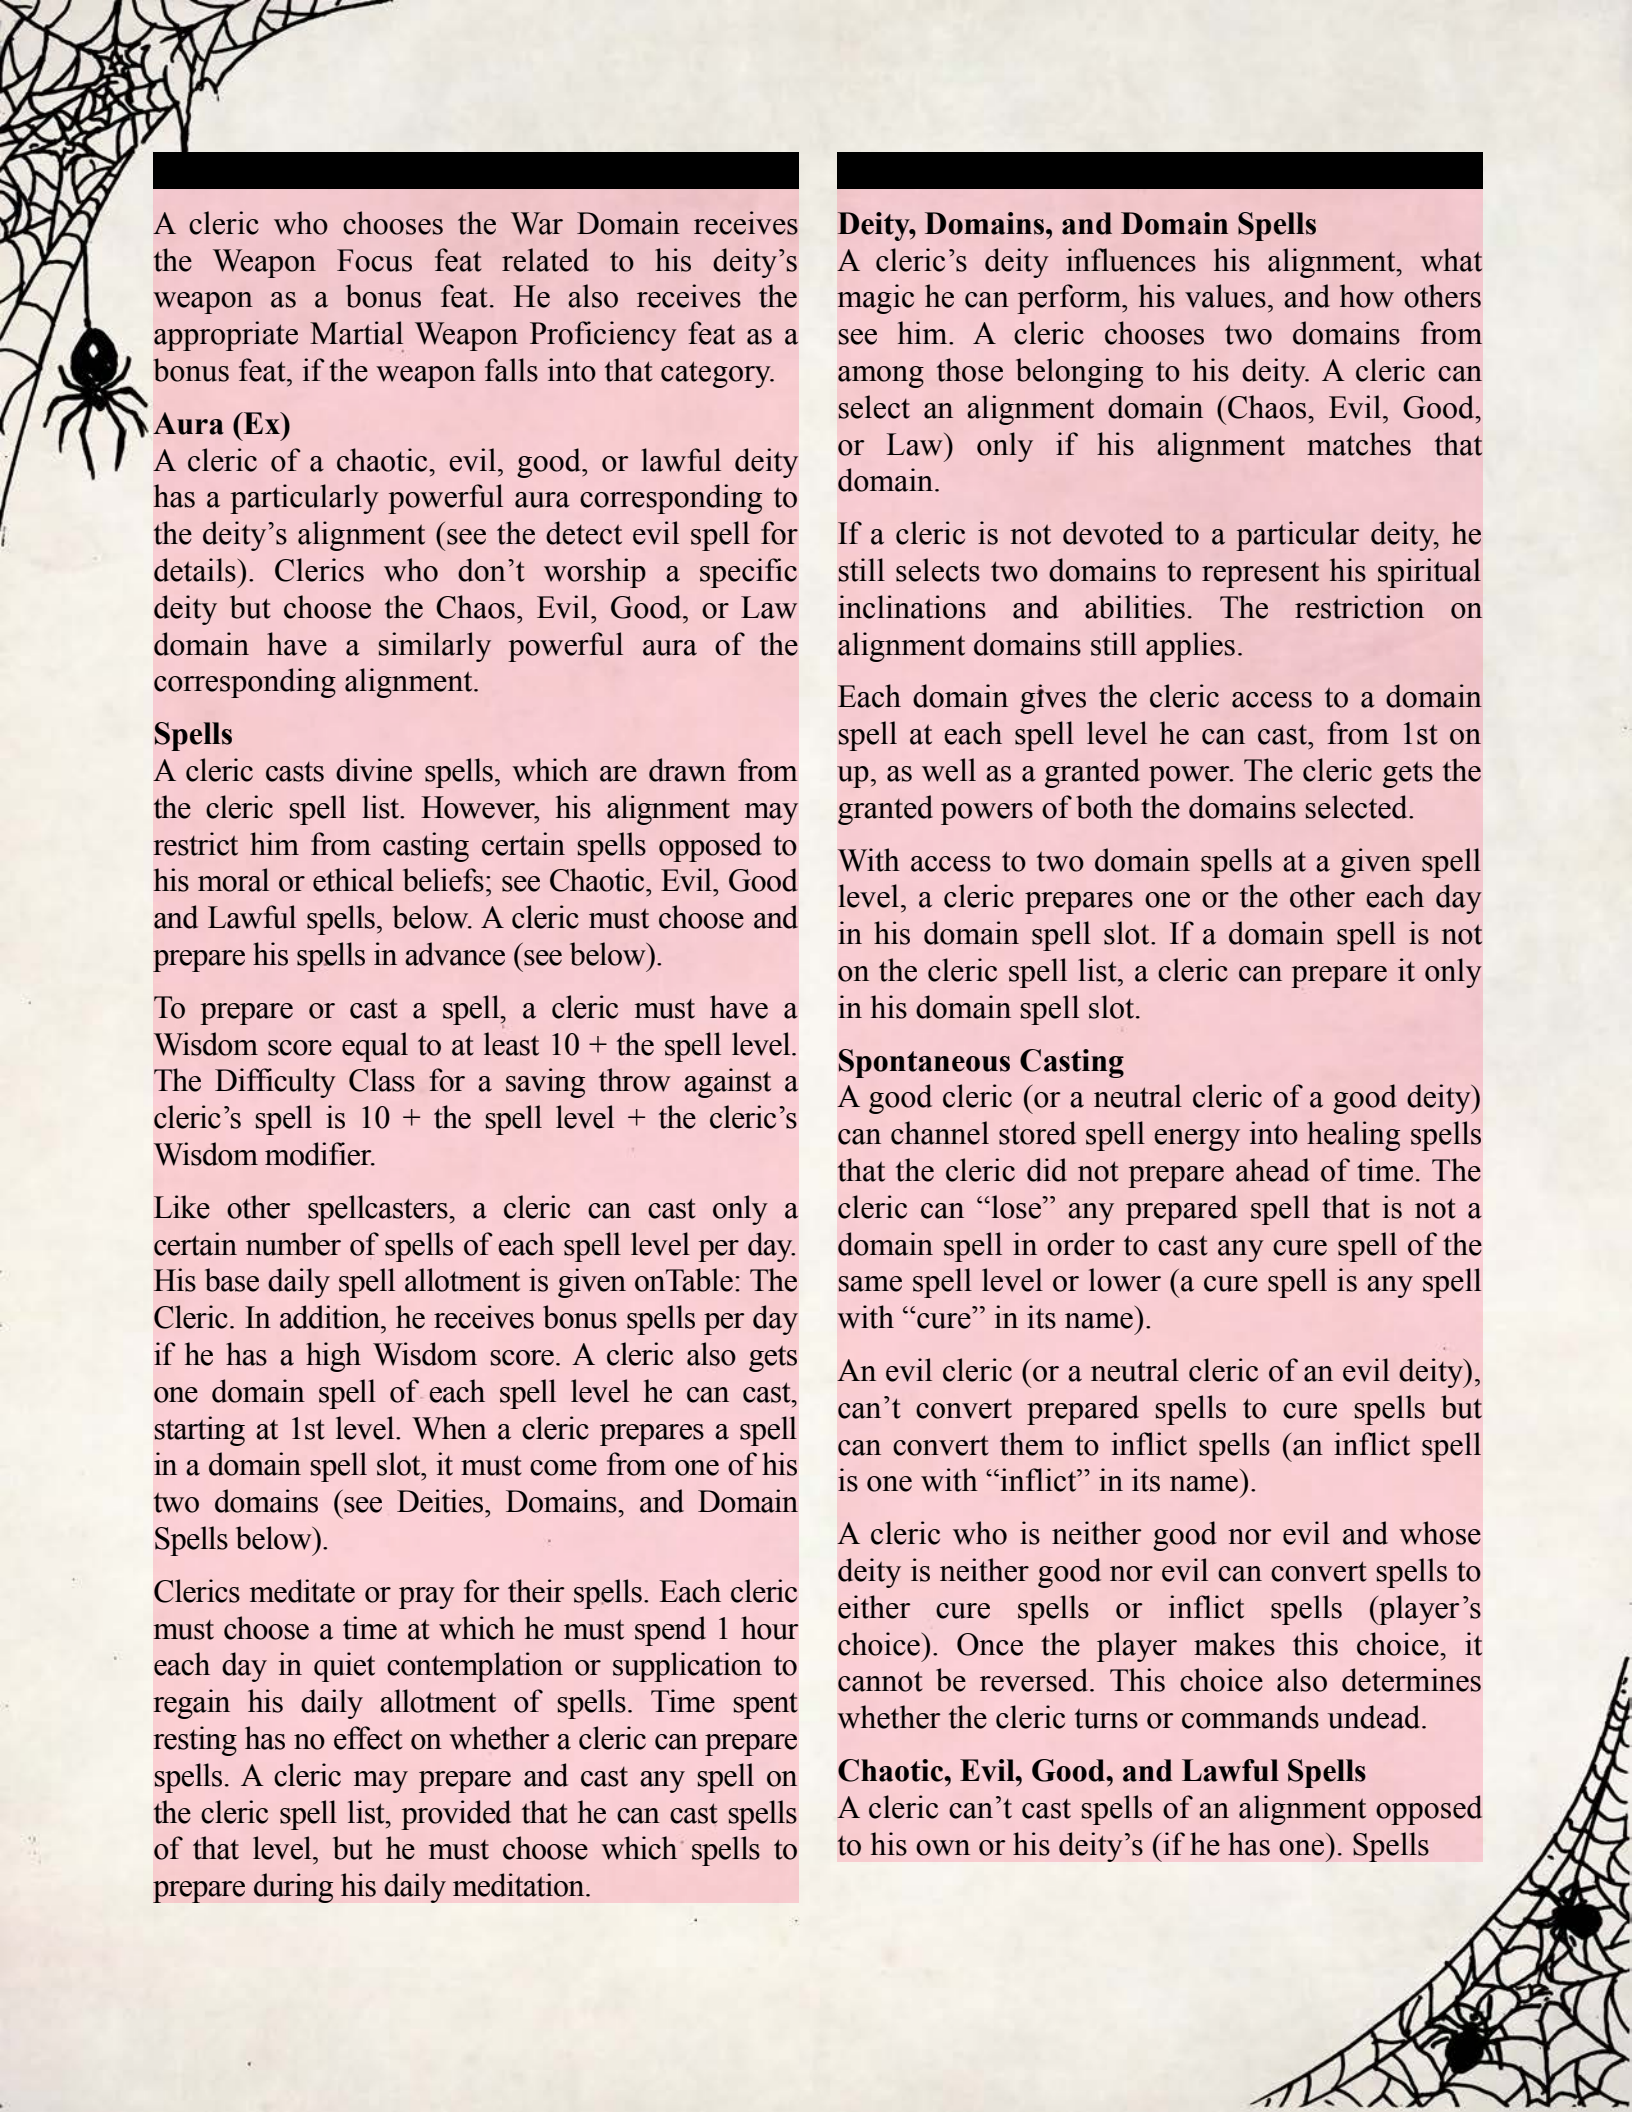 A cleric who chooses the War Domain receives
the Weapon Focus feat related to his deity’s
weapon as a bonus feat. He also receives the
appropriate Martial Weapon Proficiency feat as a
bonus feat, if the weapon falls into that category.
Aura (Ex)
A cleric of a chaotic, evil, good, or lawful deity
has a particularly powerful aura corresponding to
the deity’s alignment (see the detect evil spell for
details). Clerics who don’t worship a specific
deity but choose the Chaos, Evil, Good, or Law
domain have a similarly powerful aura of the
corresponding alignment.
Spells
A cleric casts divine spells, which are drawn from
the cleric spell list. However, his alignment may
restrict him from casting certain spells opposed to
his moral or ethical beliefs; see Chaotic, Evil, Good
and Lawful spells, below. A cleric must choose and
prepare his spells in advance (see below).
To prepare or cast a spell, a cleric must have a
Wisdom score equal to at least 10 + the spell level.
The Difficulty Class for a saving throw against a
cleric’s spell is 10 + the spell level + the cleric’s
Wisdom modifier.
Like other spellcasters, a cleric can cast only a
certain number of spells of each spell level per day.
His base daily spell allotment is given onTable: The
Cleric. In addition, he receives bonus spells per day
if he has a high Wisdom score. A cleric also gets
one domain spell of each spell level he can cast,
starting at 1st level. When a cleric prepares a spell
in a domain spell slot, it must come from one of his
two domains (see Deities, Domains, and Domain
Spells below).
Clerics meditate or pray for their spells. Each cleric
must choose a time at which he must spend 1 hour
each day in quiet contemplation or supplication to
regain his daily allotment of spells. Time spent
resting has no effect on whether a cleric can prepare
spells. A cleric may prepare and cast any spell on
the cleric spell list, provided that he can cast spells
of that level, but he must choose which spells to
prepare during his daily meditation.
Deity, Domains, and Domain Spells
A cleric’s deity influences his alignment, what
magic he can perform, his values, and how others
see him. A cleric chooses two domains from
among those belonging to his deity. A cleric can
select an alignment domain (Chaos, Evil, Good,
or Law) only if his alignment matches that
domain.
If a cleric is not devoted to a particular deity, he
still selects two domains to represent his spiritual
inclinations and abilities. The restriction on
alignment domains still applies.
Each domain gives the cleric access to a domain
spell at each spell level he can cast, from 1st on
up, as well as a granted power. The cleric gets the
granted powers of both the domains selected.
With access to two domain spells at a given spell
level, a cleric prepares one or the other each day
in his domain spell slot. If a domain spell is not
on the cleric spell list, a cleric can prepare it only
in his domain spell slot.
Spontaneous Casting
A good cleric (or a neutral cleric of a good deity)
can channel stored spell energy into healing spells
that the cleric did not prepare ahead of time. The
cleric can “lose” any prepared spell that is not a
domain spell in order to cast any cure spell of the
same spell level or lower (a cure spell is any spell
with “cure” in its name).
An evil cleric (or a neutral cleric of an evil deity),
can’t convert prepared spells to cure spells but
can convert them to inflict spells (an inflict spell
is one with “inflict” in its name).
A cleric who is neither good nor evil and whose
deity is neither good nor evil can convert spells to
either cure spells or inflict spells (player’s
choice). Once the player makes this choice, it
cannot be reversed. This choice also determines
whether the cleric turns or commands undead.
Chaotic, Evil, Good, and Lawful Spells
A cleric can’t cast spells of an alignment opposed
to his own or his deity’s (if he has one). Spells